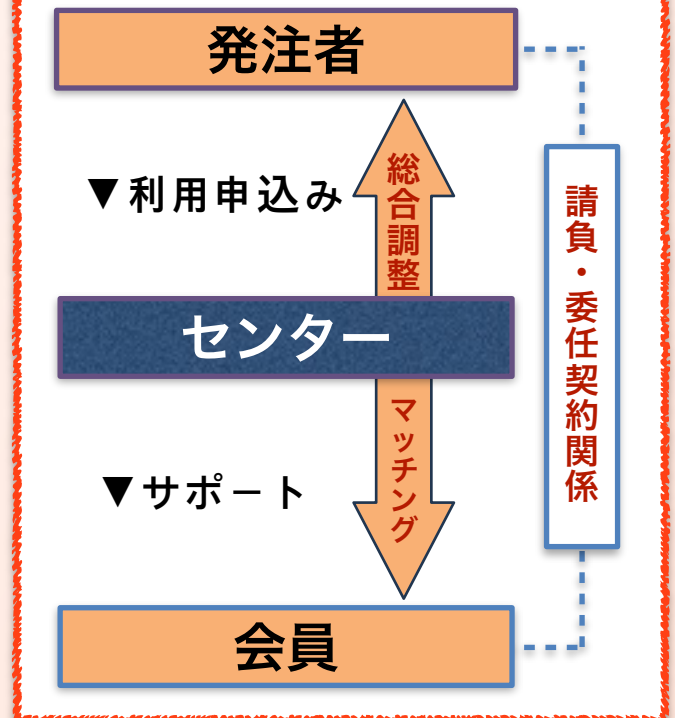 発注者
▼利用申込み
総合調整
請負・委任契約関係
センター
マッチング
▼サポート
会員